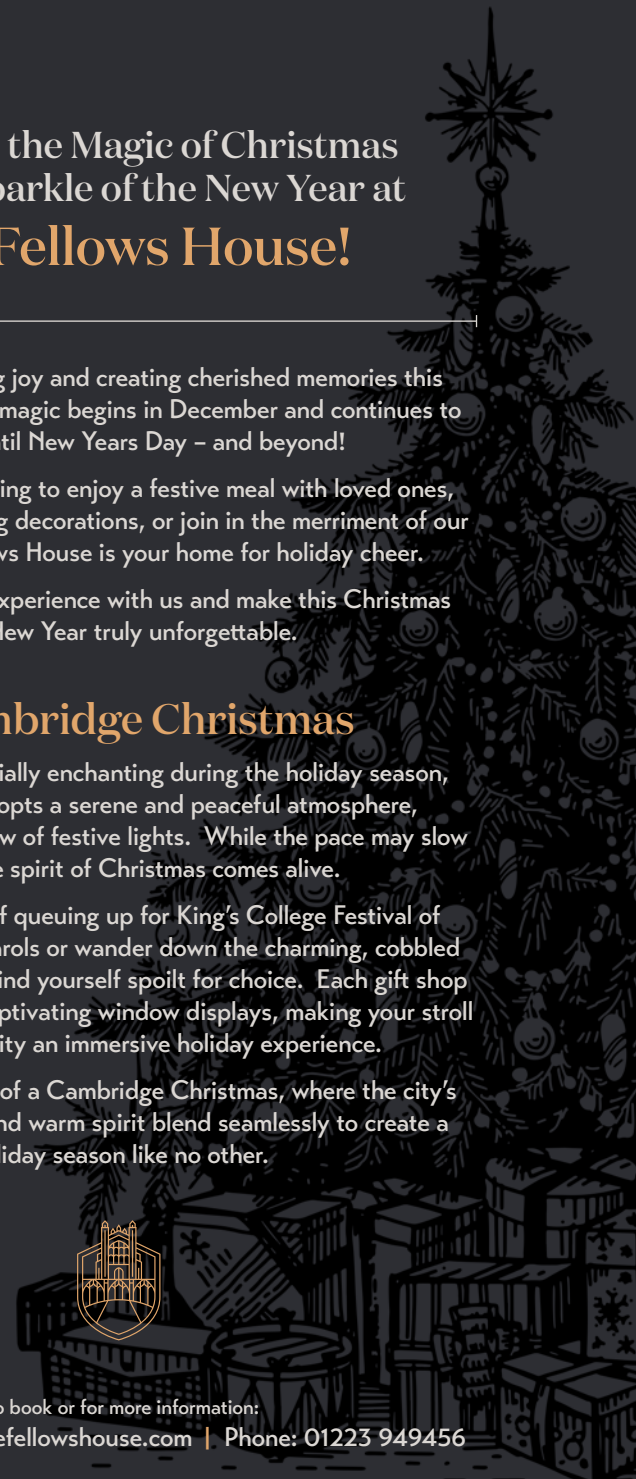 the Magic of Christmas
parkle of the New Year at
Fellows House!
g joy and creating cherished memories this
magic begins in December and continues to
til New Years Day – and beyond!
ing to enjoy a festive meal with loved ones,
g decorations, or join in the merriment of our
ws House is your home for holiday cheer.
xperience with us and make this Christmas
New Year truly unforgettable.
mbridge Christmas
ially enchanting during the holiday season,
opts a serene and peaceful atmosphere,
w of festive lights.  While the pace may slow
e spirit of Christmas comes alive.
f queuing up for King's College Festival of
arols or wander down the charming, cobbled
ind yourself spoilt for choice.  Each gift shop
ptivating window displays, making your stroll
ity an immersive holiday experience.
of a Cambridge Christmas, where the city's
nd warm spirit blend seamlessly to create a
liday season like no other.
o book or for more information:
efellowshouse.com | Phone: 01223 949456